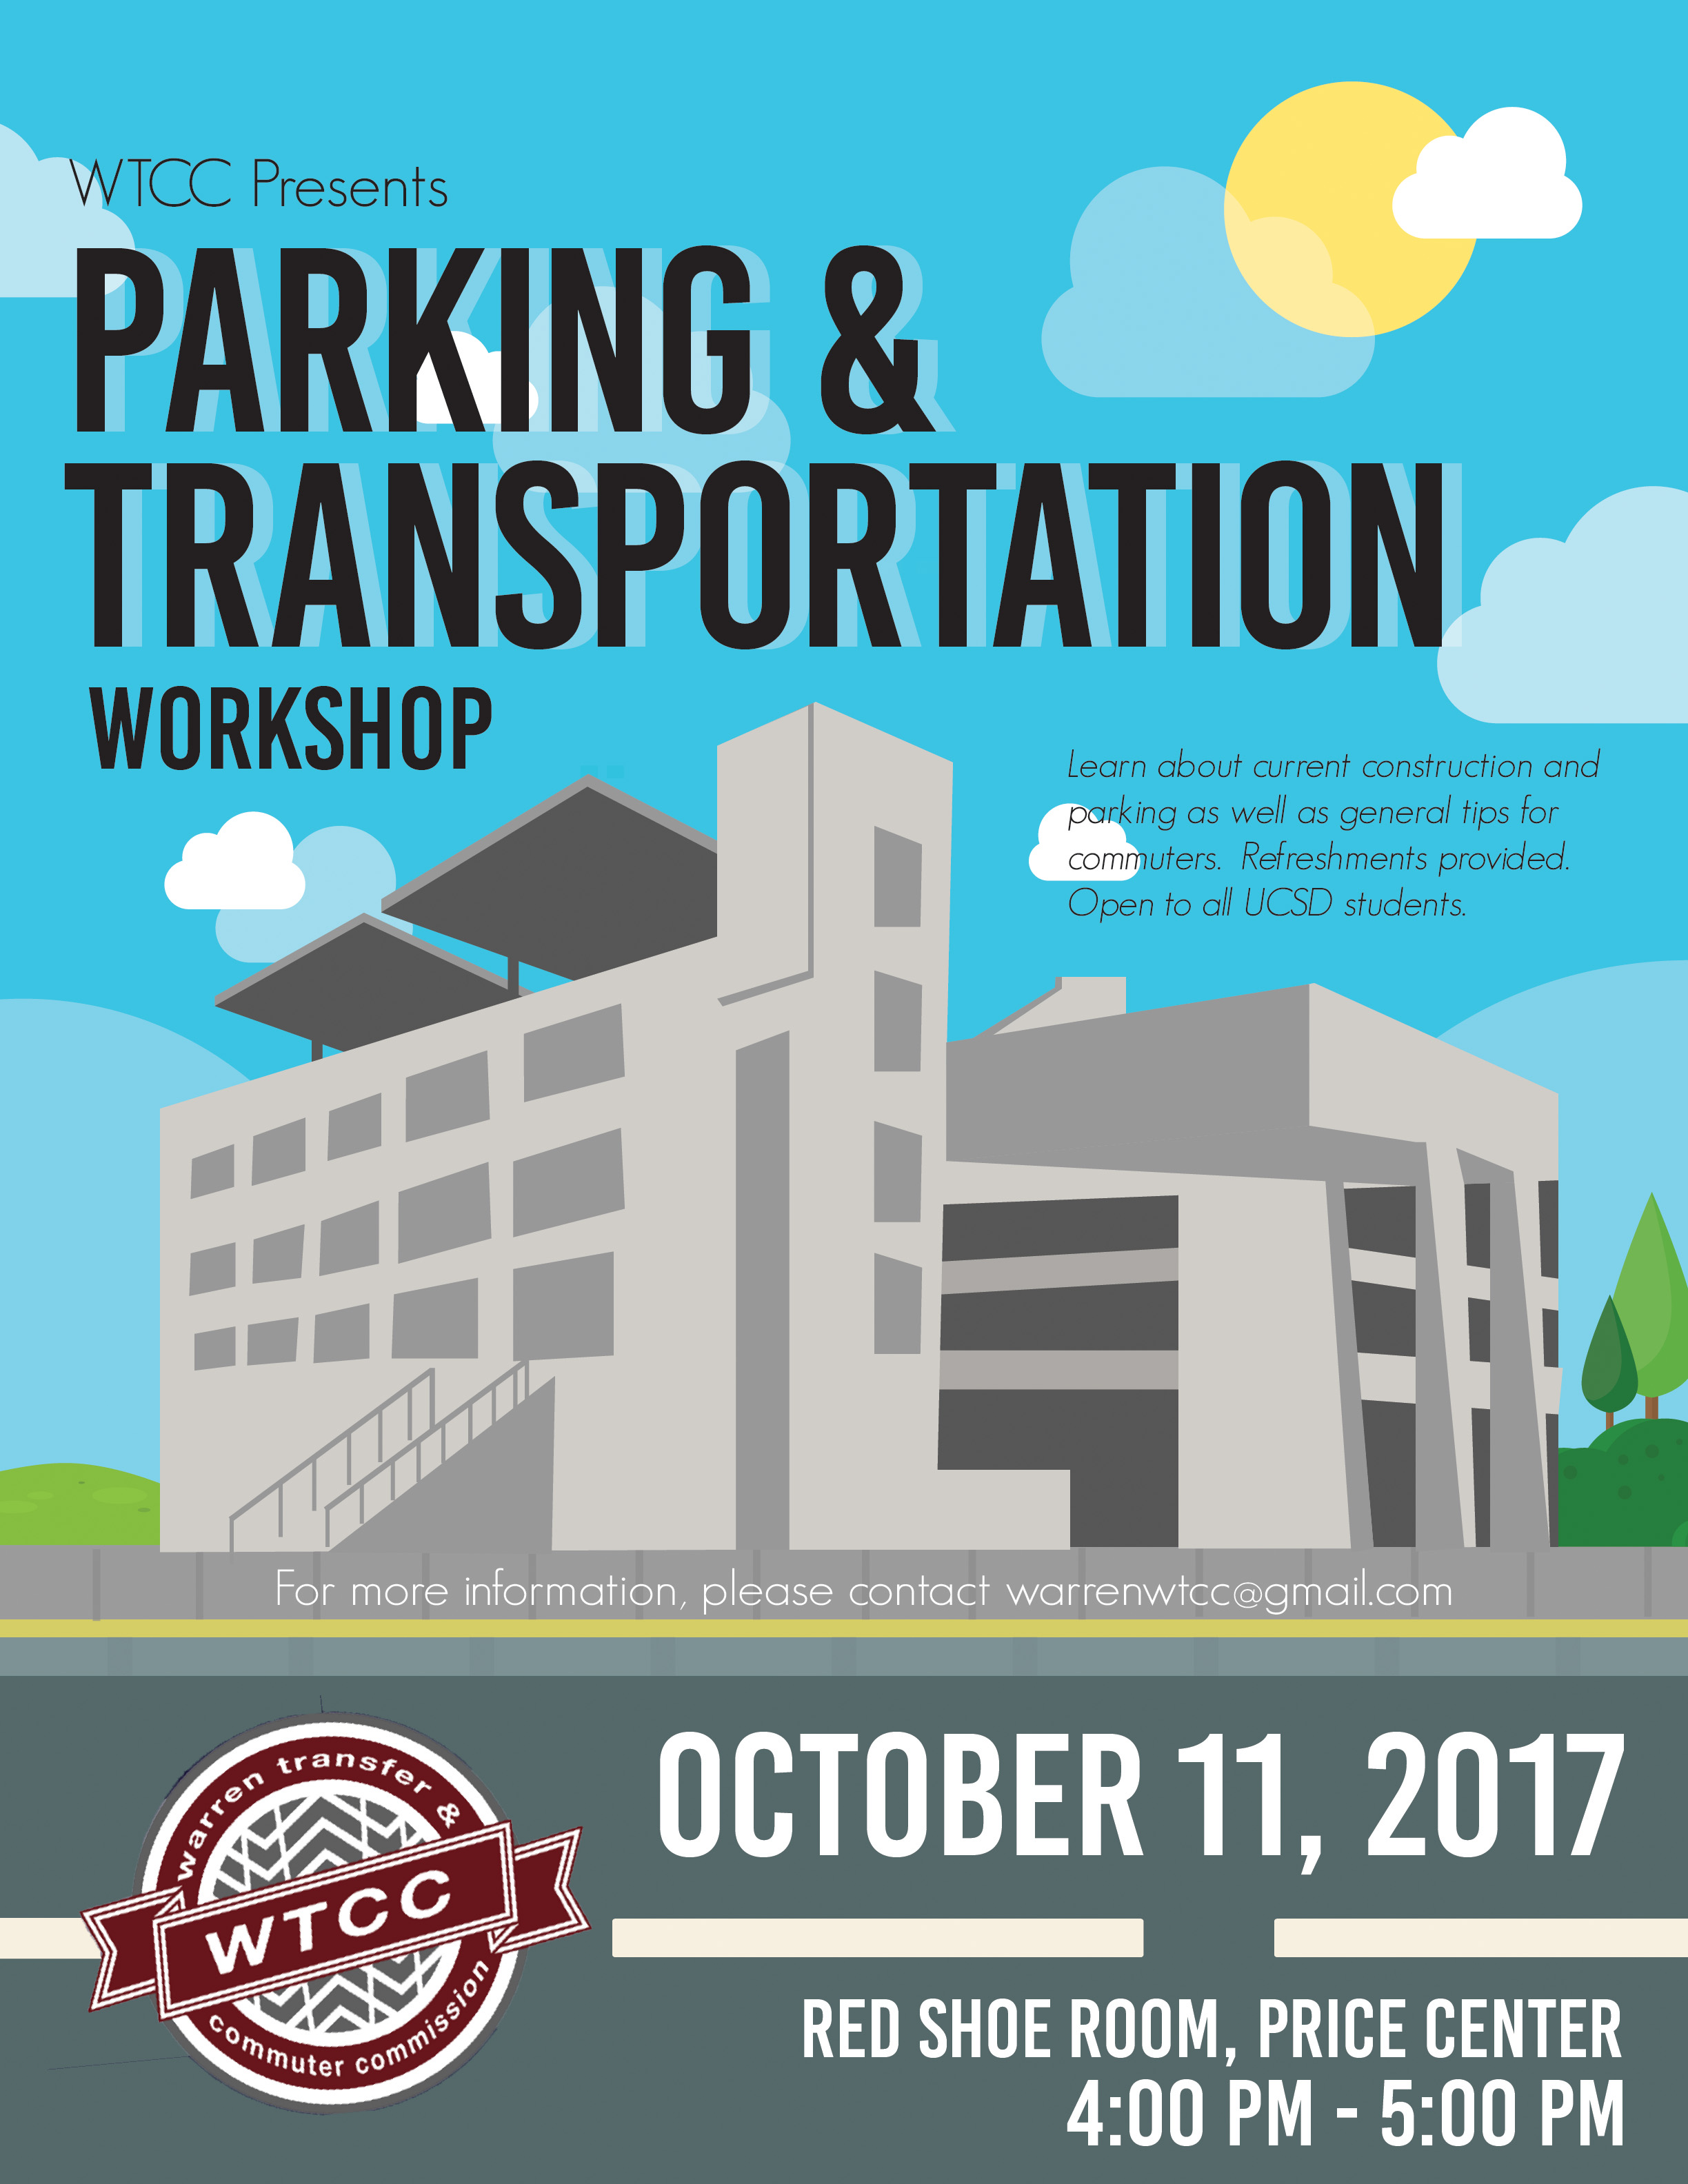 WTCC Presents
PARKING &
TRANSPORTATION
WORKSHOP
Learn about current construction and
parking as well as general tips for
commuters. Refreshments provided.
Open to all UCSD students.
For more information, please contact warrenwtcc@gmail.com
warren transfer &
WTCC
commuter commission
OCTOBER 11, 2017
RED SHOE ROOM, PRICE CENTER
4:00 PM - 5:00 PM